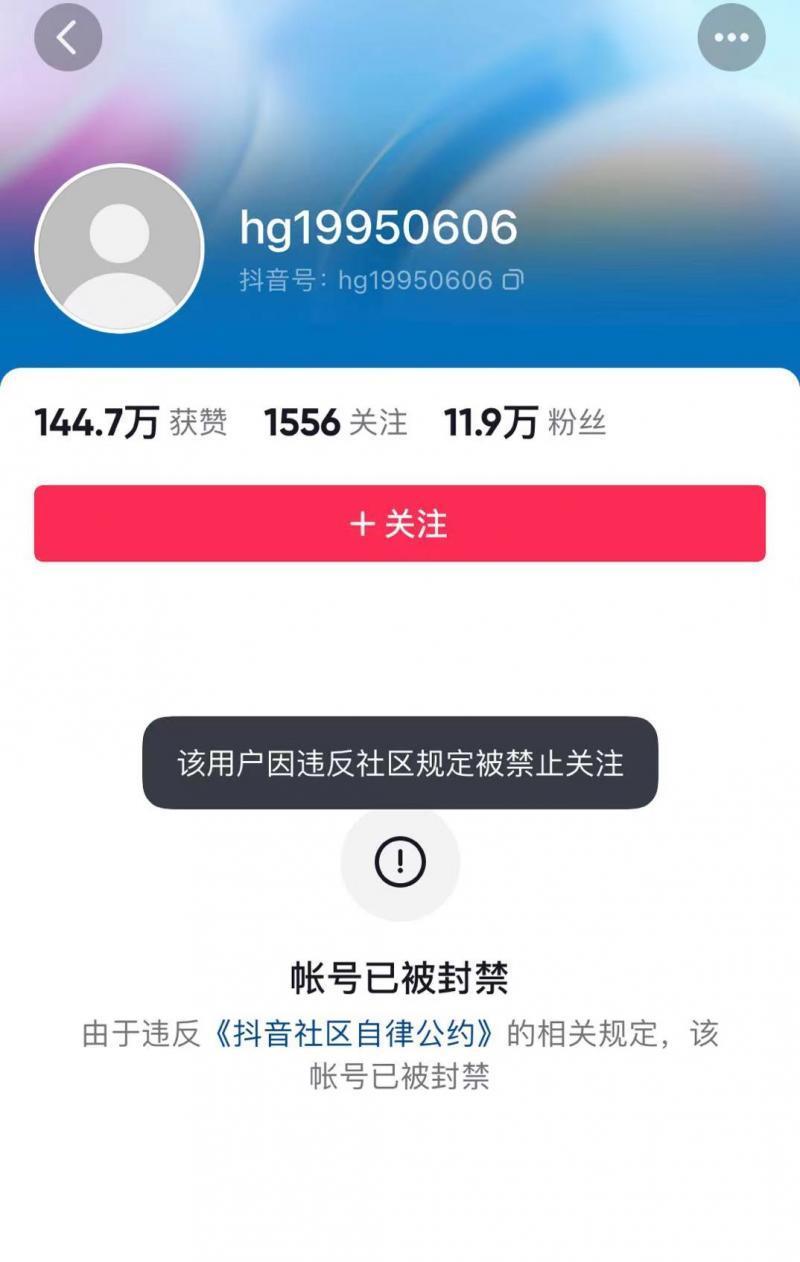 hg19950606
抖音号：hg19950606
144.7万 获赞 1556 关注 11.9万 粉丝
+ 关注
该用户因违反社区规定被禁止关注
帐号已被封禁
由于违反《抖音社区自律公约》的相关规定，该
帐号已被封禁